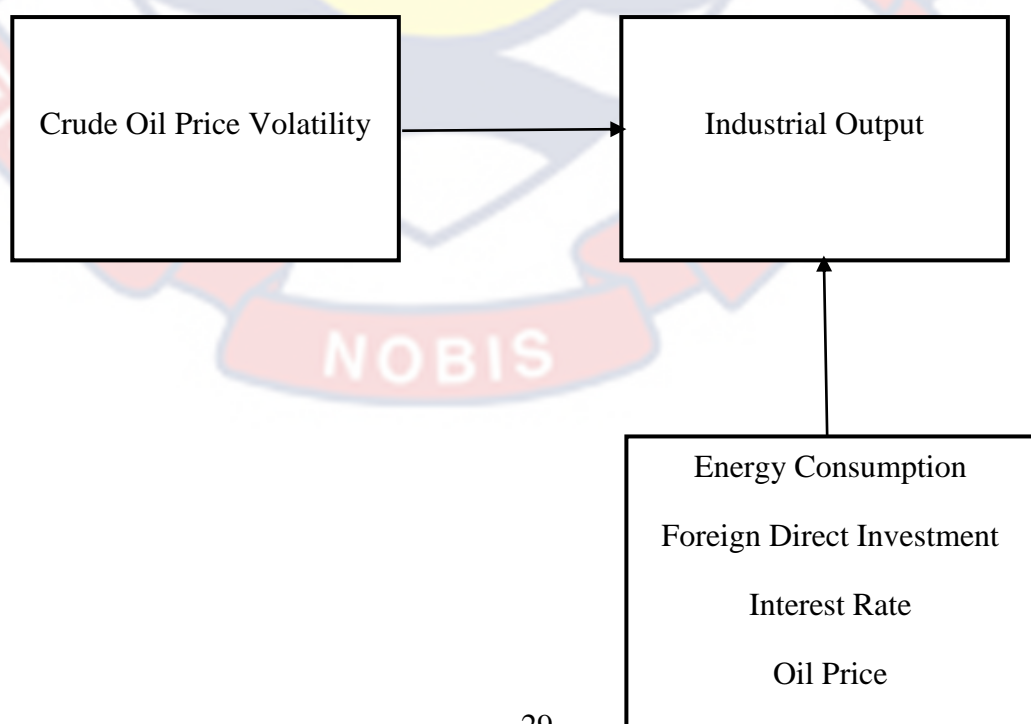 Crude Oil Price Volatility
Industrial Output
NOBIS
Energy Consumption
Foreign Direct Investment
Interest Rate
Oil Price
29